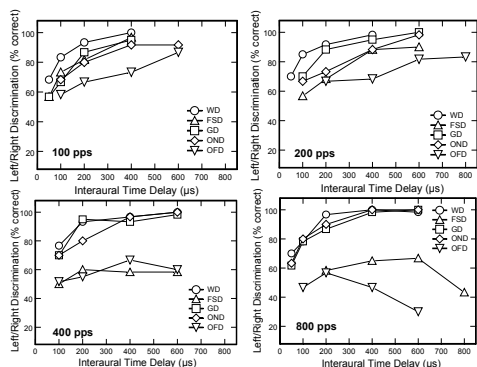 Left/Right Discrimination (% correct)
100
80
60
40
20
WD
FSD
GD
OND
OFD
100 pps
0 100 200 300 400 500 600 700 800
Interaural Time Delay (µs)
Left/Right Discrimination (% correct)
100
80
60
40
20
WD
FSD
GD
OND
OFD
200 pps
0 100 200 300 400 500 600 700 800
Interaural Time Delay (µs)
Left/Right Discrimination (% correct)
100
80
60
40
20
0
WD
FSD
GD
OND
OFD
400 pps
0 100 200 300 400 500 600 700 800
Interaural Time Delay (µs)
Left/Right Discrimination (% correct)
100
80
60
40
20
0
WD
FSD
GD
OND
OFD
800 pps
0 100 200 300 400 500 600 700 800
Interaural Time Delay (µs)